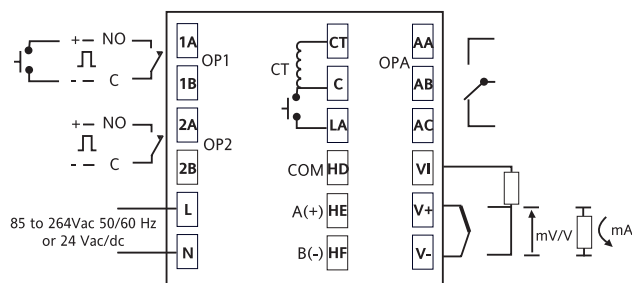 + – NO
- - C
1A
1B
OP1
+ – NO
- - C
2A
2B
OP2
85 to 264Vac 50/60 Hz
or 24 Vac/dc
L
N
CT
CT
C
LA
COM HD
A(+) HE
B(-) HF
OPA
AA
AB
AC
VI
V+
V-
mV/V
mA